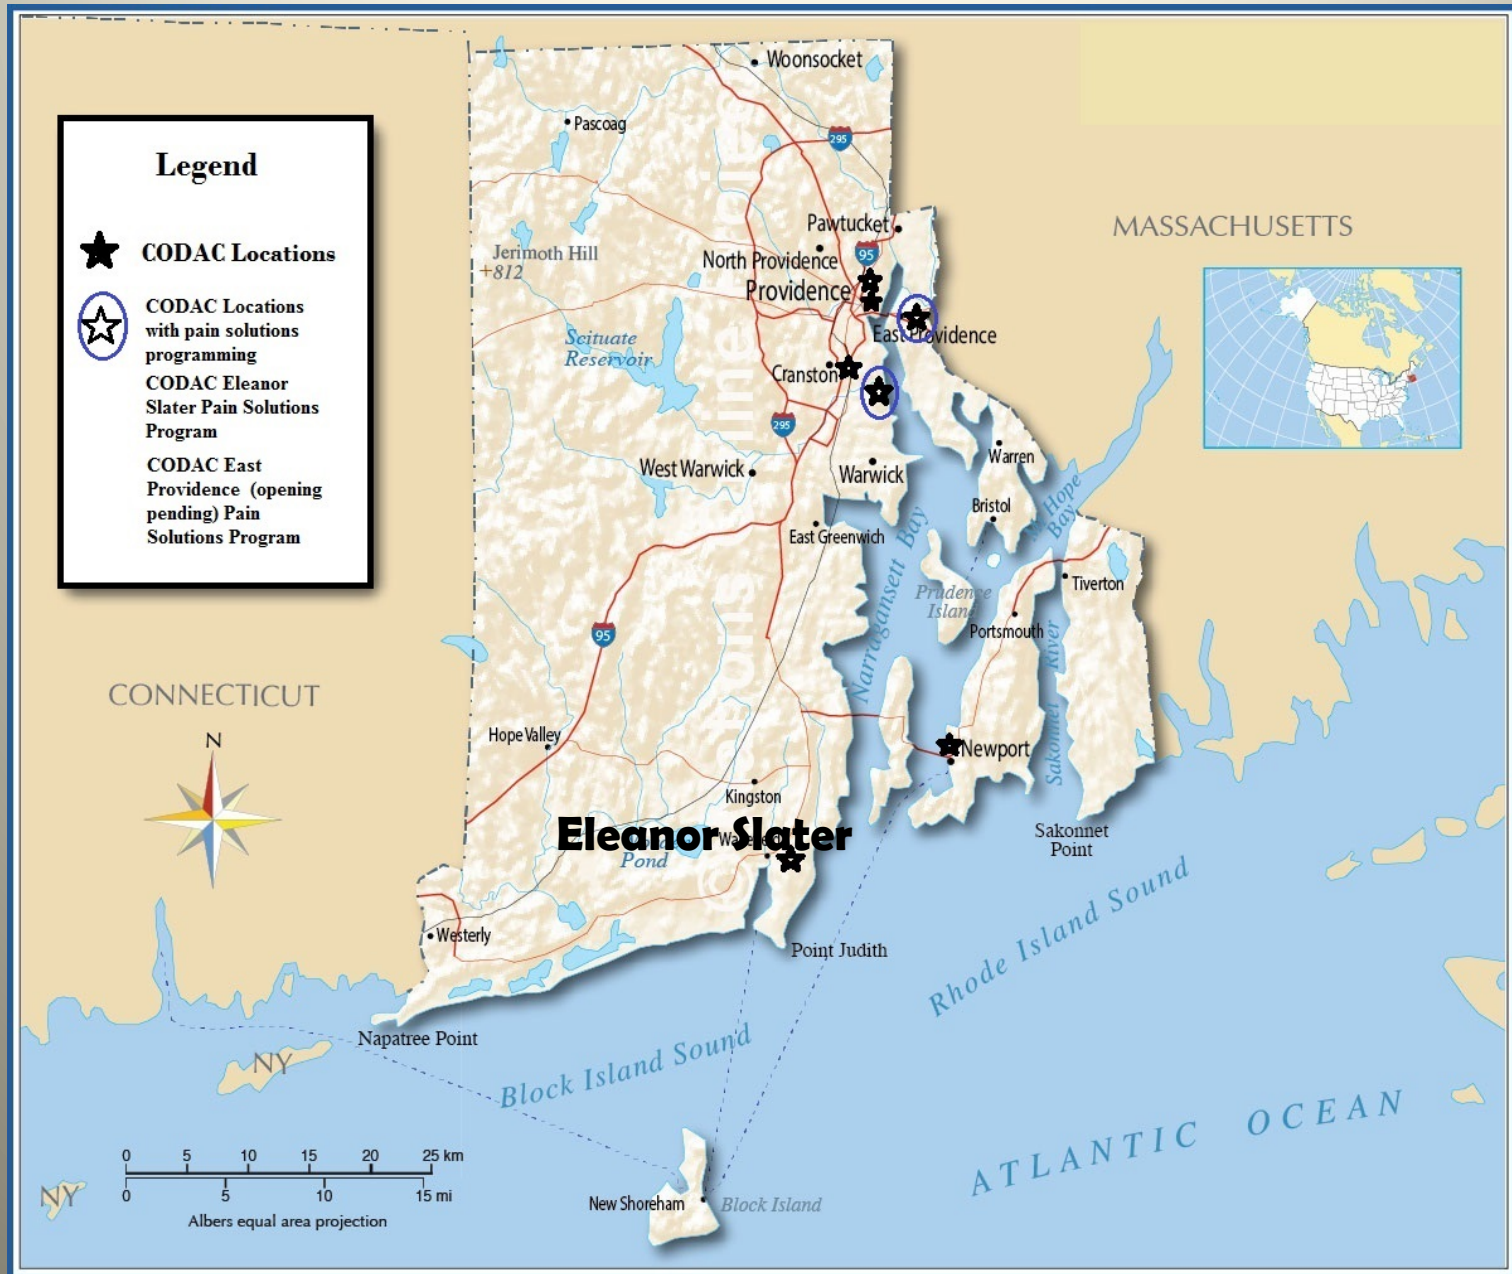 Legend
CODAC Locations
CODAC Locations
with pain solutions
programming
CODAC Eleanor
Slater Pain Solutions
Program
CODAC East
Providence (opening
pending) Pain
Solutions Program
Woonsocket
Pascoag
295
Pawtucket
MASSACHUSETTS
North Providence
95
Jerimoth Hill
+812
Providence
Scituate
Reservoir
East Providence
Cranston
295
West Warwick
Warwick
Warren
Bristol
Mt. Hope
Bay
East Greenwich
Narragansett Bay
Prudence
Island
Tiverton
Portsmouth
95
Sakonnet River
CONNECTICUT
N
Hope Valley
Newport
Kingston
Eleanor Slater
Pond
Sakonnet
Point
Westerly
Point Judith
Rhode Island Sound
Napatree Point
NY
Block Island Sound
ATLANTIC OCEAN
0 5 10 15 20 25 km
0 5 10 15 mi
Albers equal area projection
NY
New Shoreham
Block Island